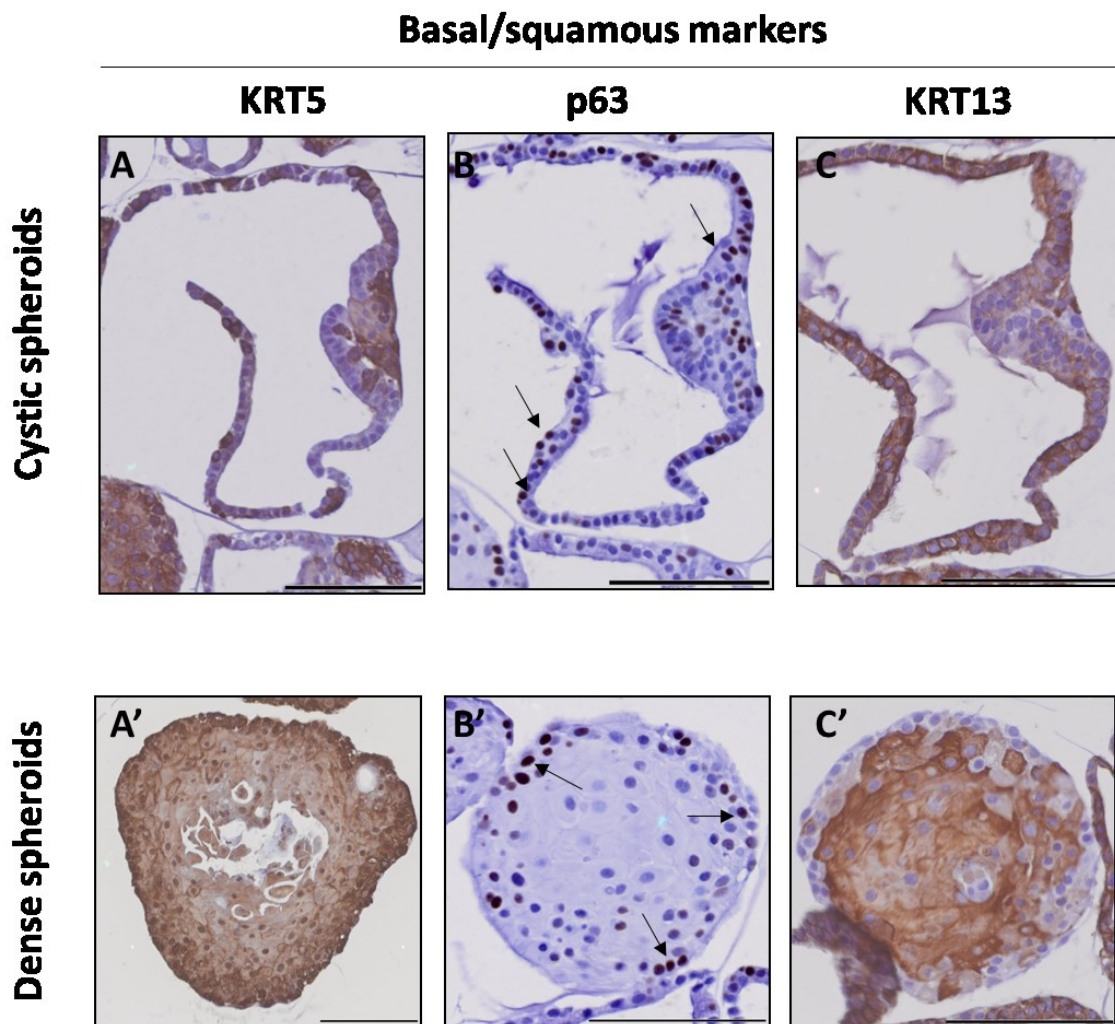 Basal/squamous markers
KRT5 p63 KRT13
Cystic spheroids
A B C
Dense spheroids
A’ B’ C’